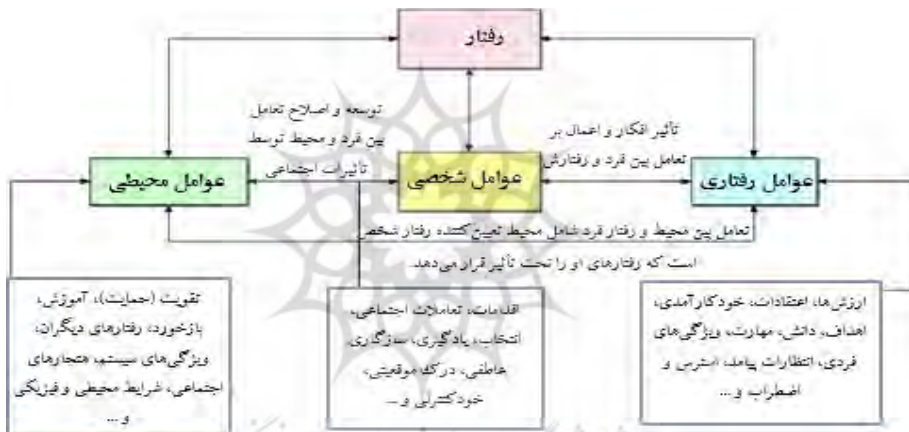 رفتار
توسعه و اصلاح تعامل
بین فرد و محیط توسط
تأثیرات اجتماعی
تأثیر افکار و اعمال بر
تعامل بین فرد و رفتارش
عوامل محیطی
عوامل شخصی
عوامل رفتاری
تعامل بین محیط و رفتار فرد شامل محیط تعیین‌کننده رفتار شخص
است که رفتارهای او را تحت تأثیر قرار می‌دهد.
تقویت (حمایت)، آموزش،
بازخورد، رفتارهای دیگران،
ویژگی‌های سیستم، هنجارهای
اجتماعی، شرایط محیطی و فیزیکی
و ...
اقدامات، تعاملات اجتماعی،
انتخاب، یادگیری، سازگاری
عاطفی، درک موقعیتی،
خودکنترلی و ...
ارزش‌ها، اعتقادات، خودکارآمدی،
اهداف، دانش، مهارت، ویژگی‌های
فردی، انتظارات پیامد، استرس و
اضطراب و ...